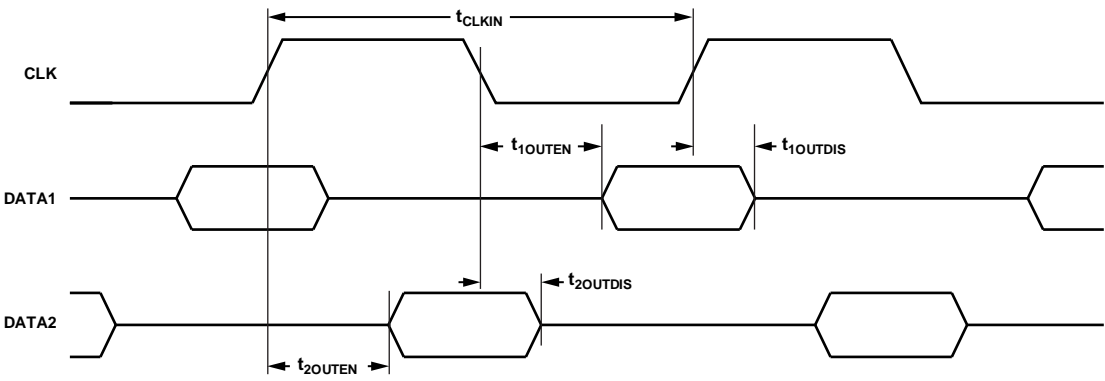 tCLKIN
CLK
t1OUTEN
t1OUTDIS
DATA1
t2OUTDIS
DATA2
t2OUTEN